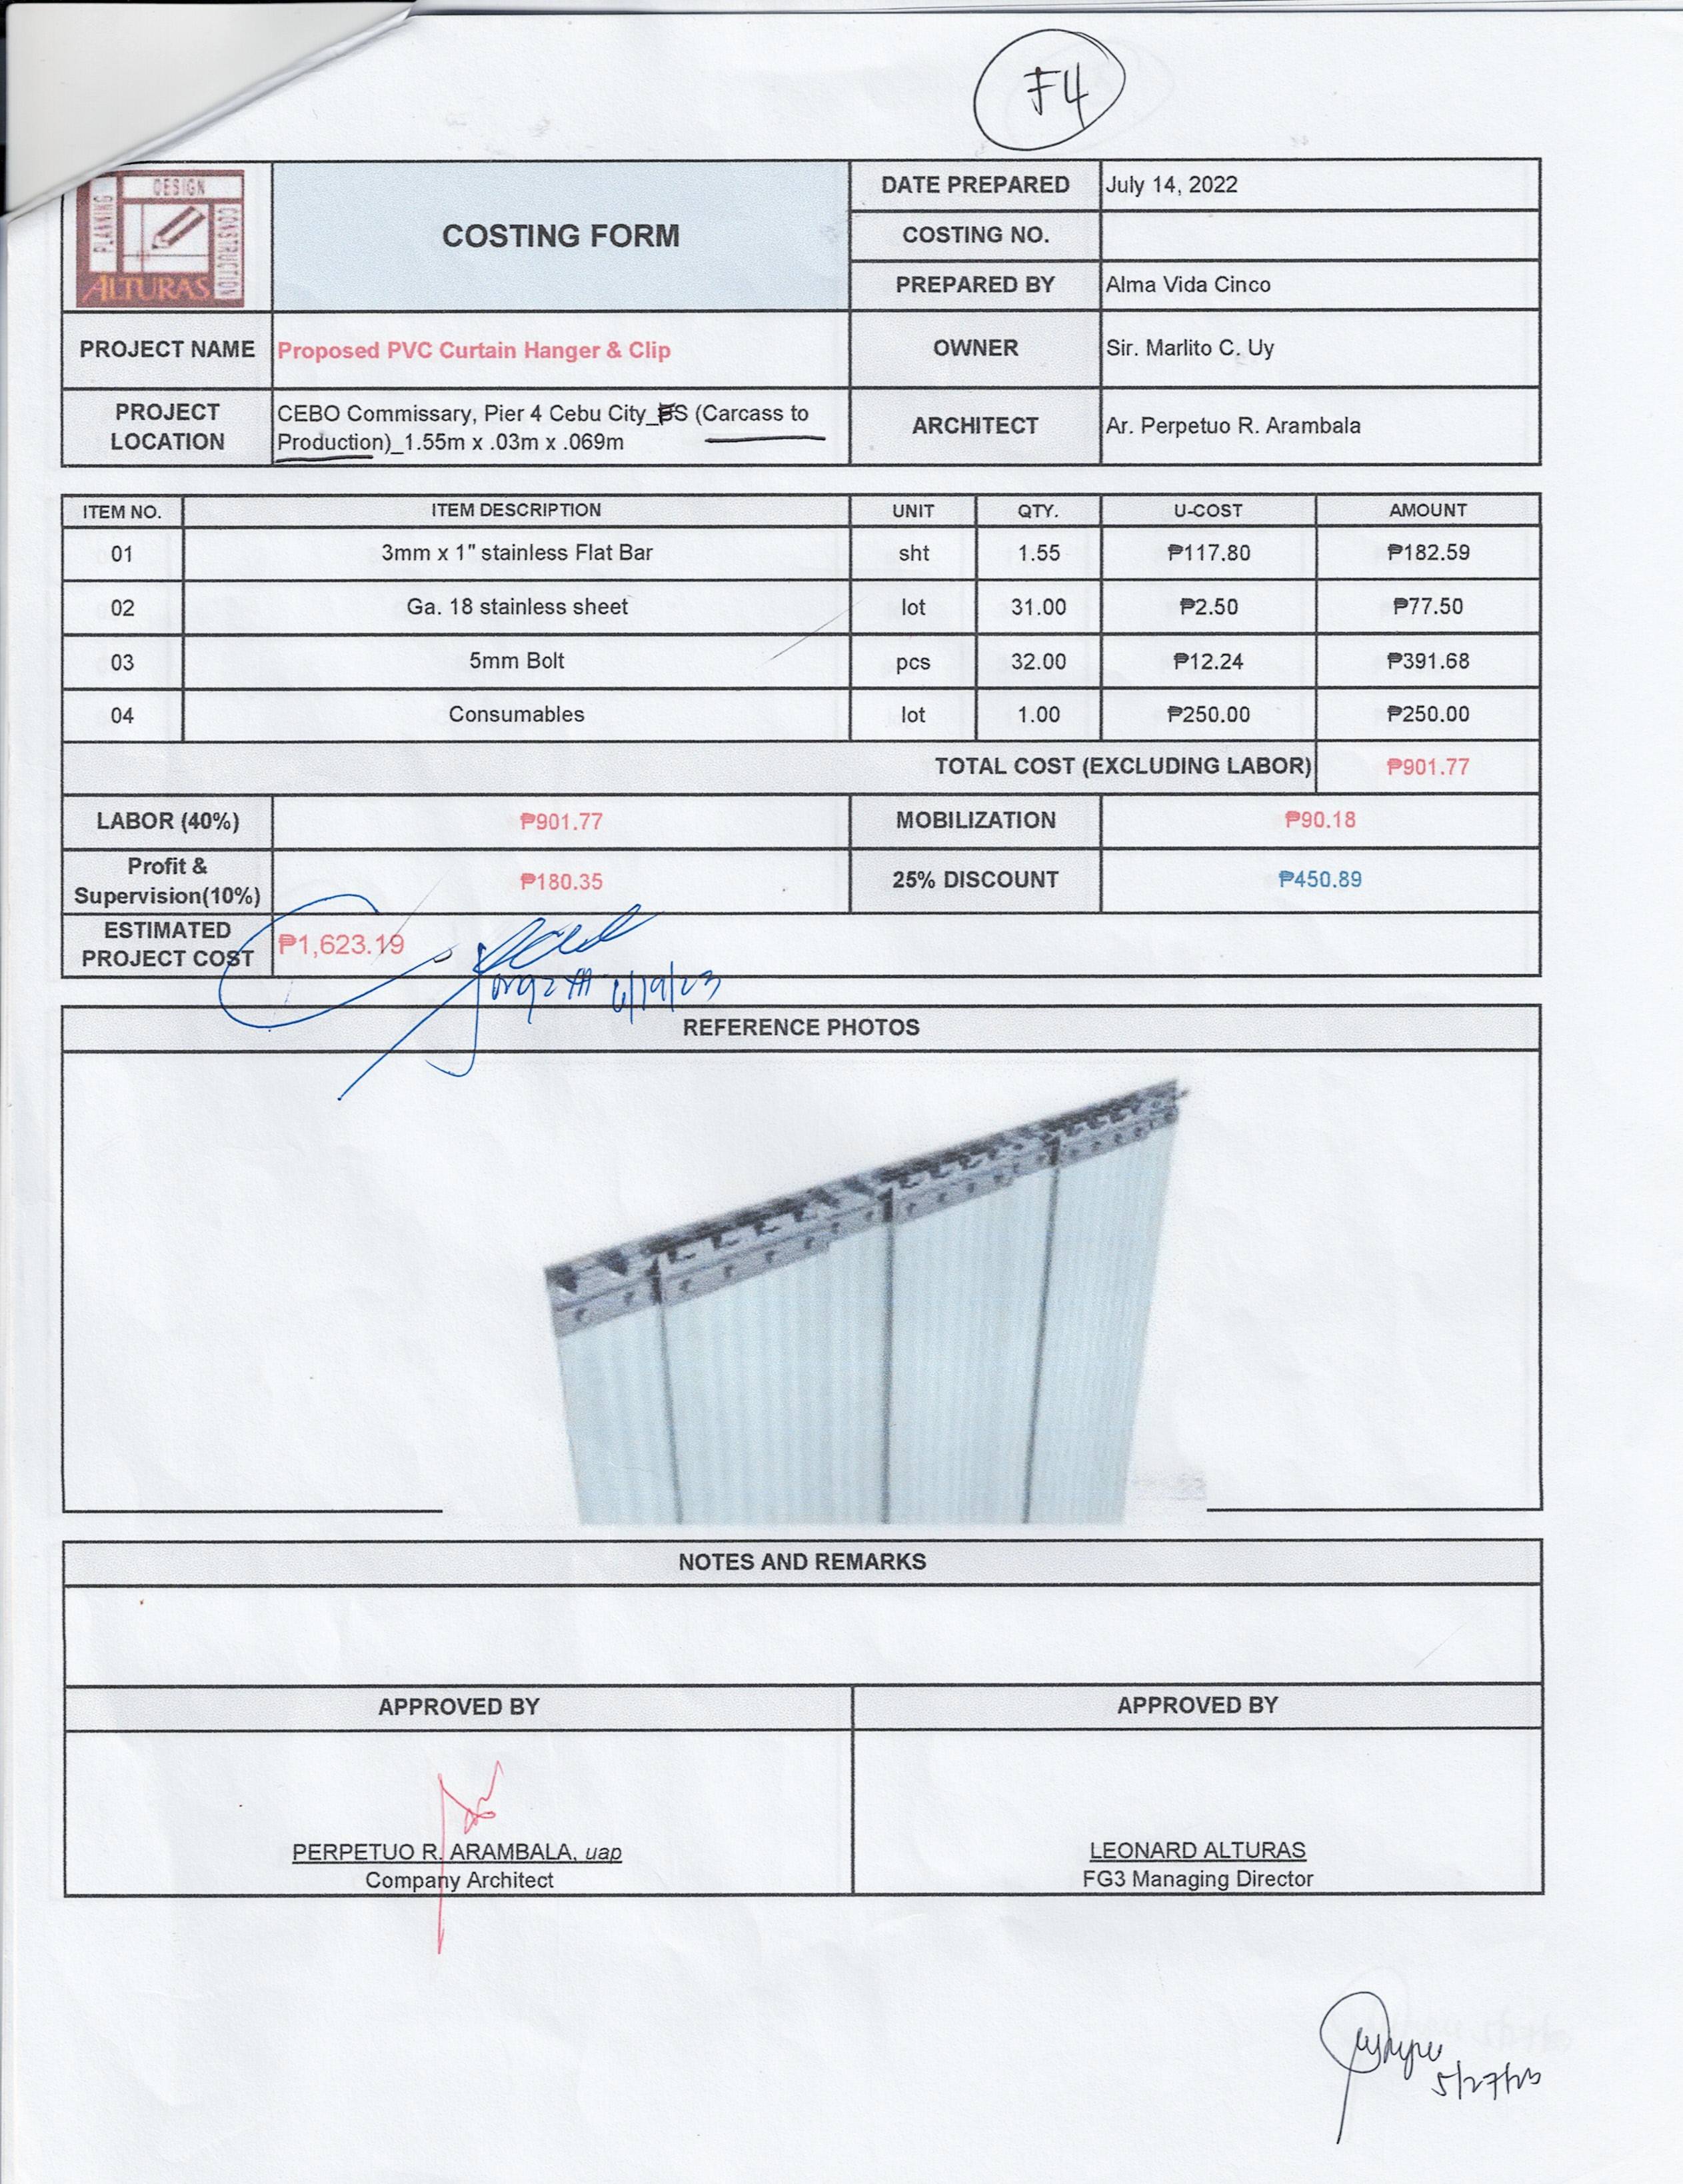 F4
DESIGN
PLANNING
CONSTRUCTION
ALTURAS
COSTING FORM
DATE PREPARED July 14, 2022
COSTING NO.
PREPARED BY Alma Vida Cinco
PROJECT NAME Proposed PVC Curtain Hanger & Clip OWNER Sir. Marlito C. Uy
PROJECT LOCATION CEBO Commissary, Pier 4 Cebu City_ S (Carcass to
Production)_1.55m x .03m x .069m
ARCHITECT Ar. Perpetuo R. Arambala
ITEM NO. ITEM DESCRIPTION UNIT QTY. U-COST AMOUNT
01 3mm x 1" stainless Flat Bar sht 1.55 ₱117.80 ₱182.59
02 Ga. 18 stainless sheet lot 31.00 ₱2.50 ₱77.50
03 5mm Bolt pcs 32.00 ₱12.24 ₱391.68
04 Consumables lot 1.00 ₱250.00 ₱250.00
TOTAL COST (EXCLUDING LABOR) ₱901.77
LABOR (40%) ₱901.77 MOBILIZATION ₱90.18
Profit &
Supervision(10%) ₱180.35 25% DISCOUNT ₱450.89
ESTIMATED
PROJECT COST ₱1,623.19
6/19/23
REFERENCE PHOTOS
NOTES AND REMARKS
APPROVED BY APPROVED BY
PERPETUO R. ARAMBALA, uap LEONARD ALTURAS
Company Architect FG3 Managing Director
5/27/23